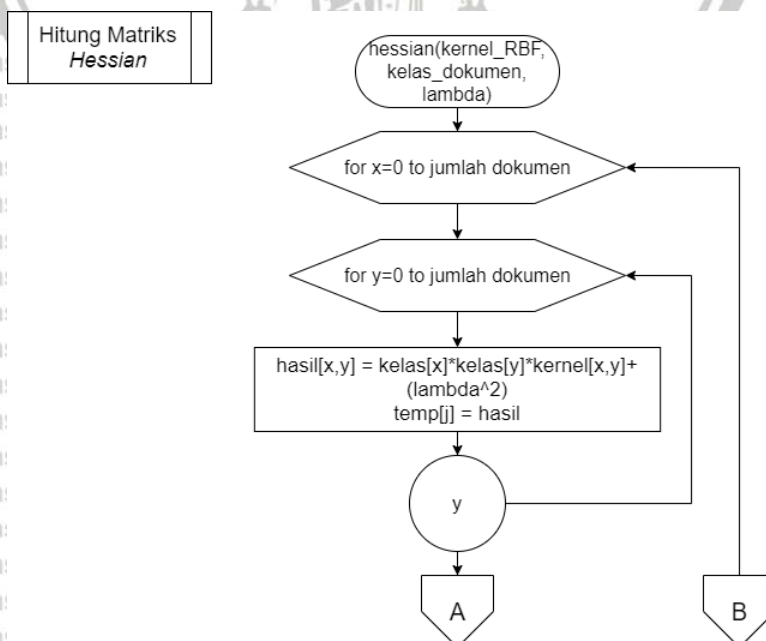 Hitung Matriks
Hessian
hessian(kernel_RBF,
kelas_dokumen,
lambda)
for x=0 to jumlah dokumen
for y=0 to jumlah dokumen
hasil[x,y] = kelas[x]*kelas[y]*kernel[x,y]+
(lambda^2)
temp[j] = hasil
y
A
B